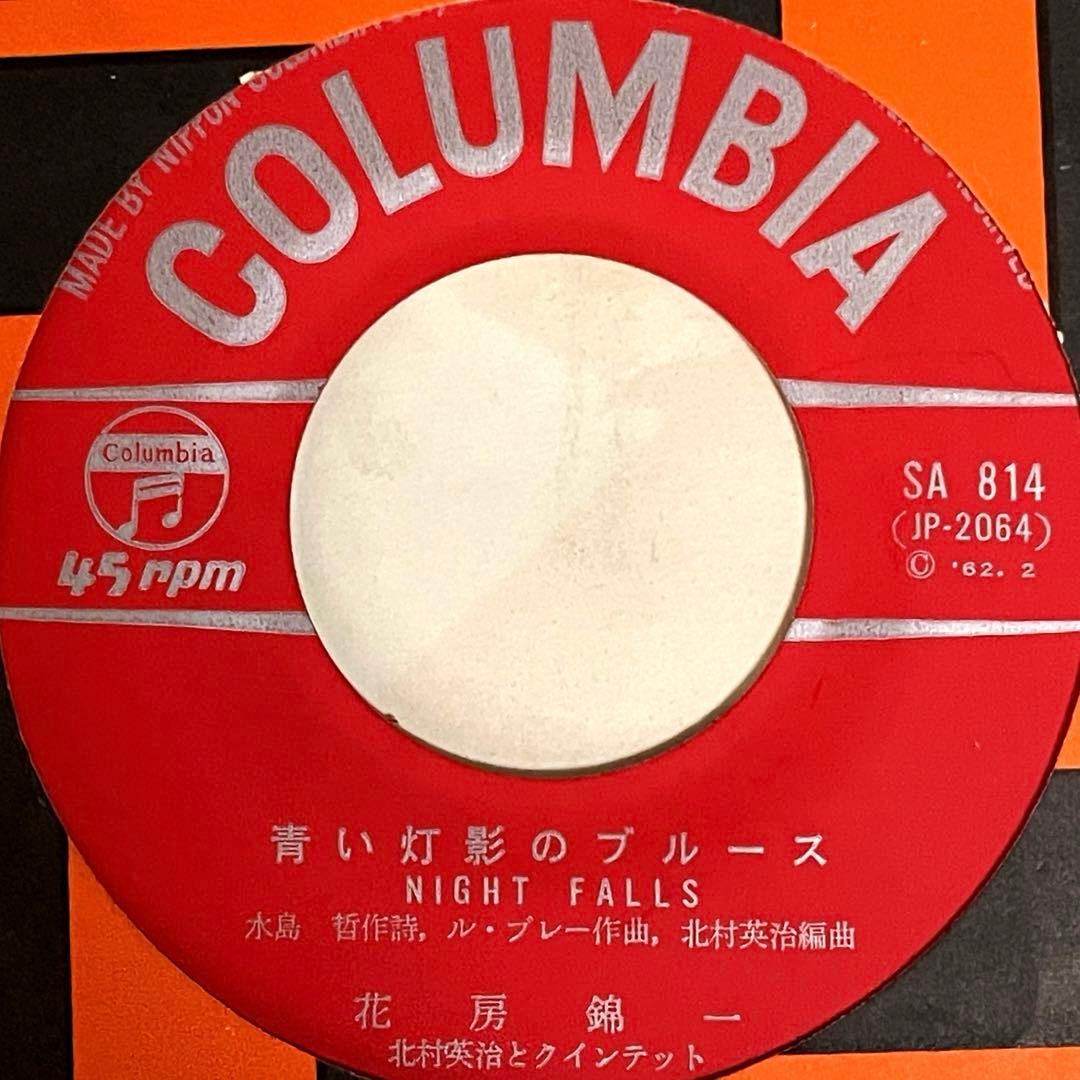 MADE BY NIPPON
COLUMBIA
Columbia
45 rpm
SA 814
(JP-2064)
© '62. 2
青い灯影のブルース
NIGHT FALLS
水島 哲作詩, ル・ブレー作曲, 北村英治編曲
花房錦一
北村英治とクインテット